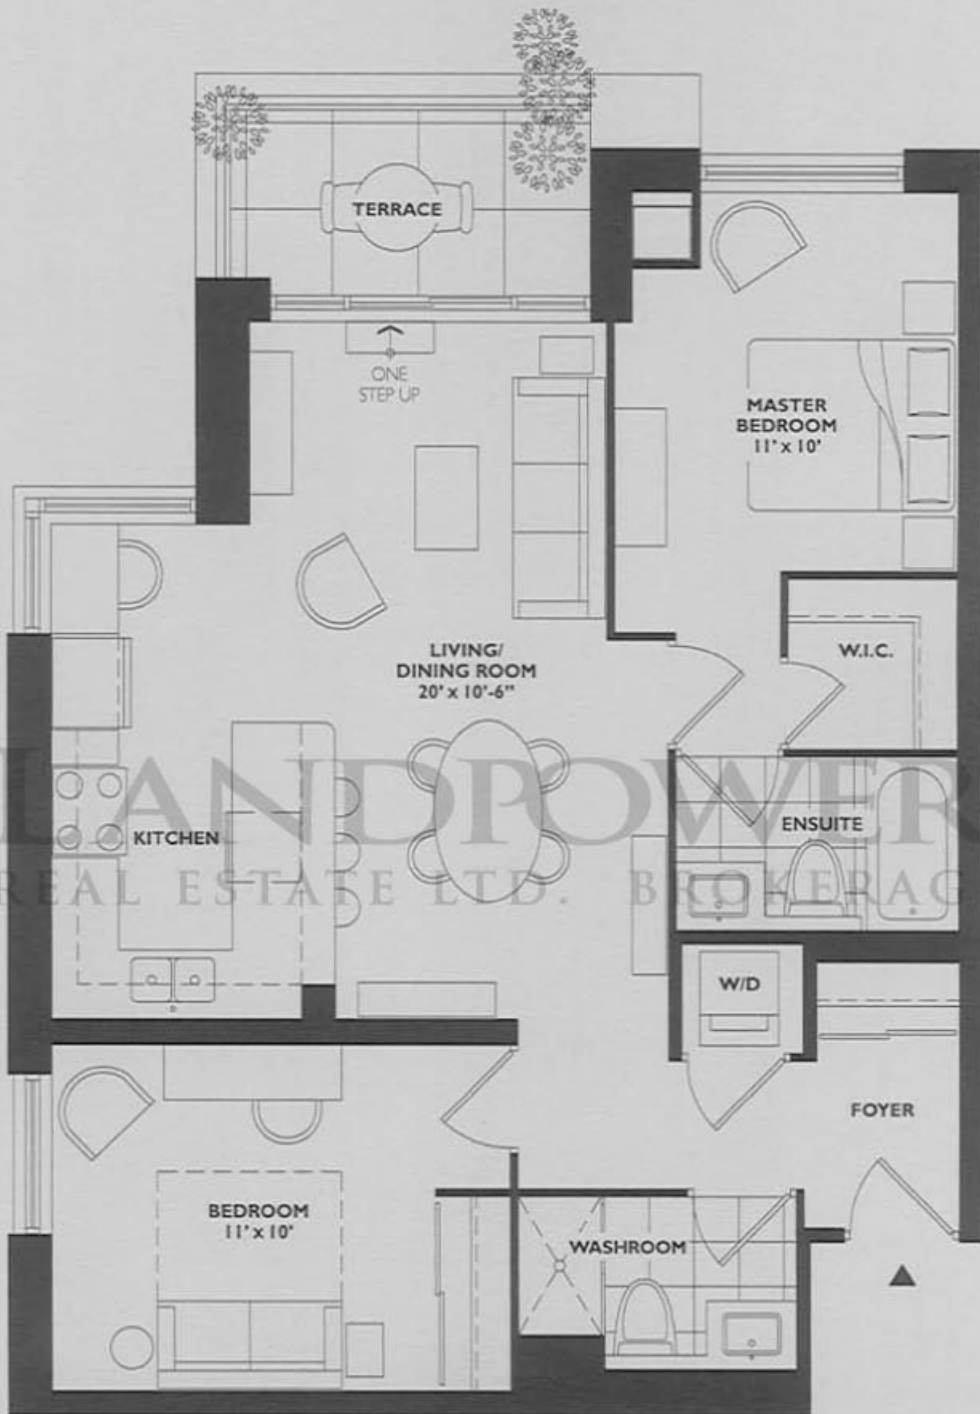 TERRACE
ONE
STEP UP
MASTER
BEDROOM
11' x 10'
LIVING/
DINING ROOM
20' x 10'-6"
W.I.C.
LANDPOWER
REAL ESTATE LTD. BROKERAG
KITCHEN
ENSUITE
W/D
FOYER
BEDROOM
11' x 10'
WASHROOM